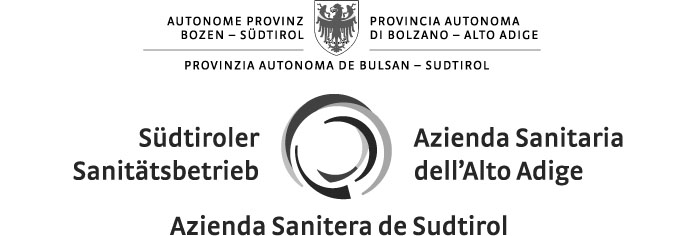 AUTONOME PROVINZ
BOZEN – SÜDTIROL
PROVINCIA AUTONOMA
DI BOLZANO – ALTO ADIGE
PROVINZIA AUTONOMA DE BULSAN – SUDTIROL
Südtiroler
Sanitätsbetrieb
Azienda Sanitaria
dell’Alto Adige
Azienda Sanitera de Sudtirol